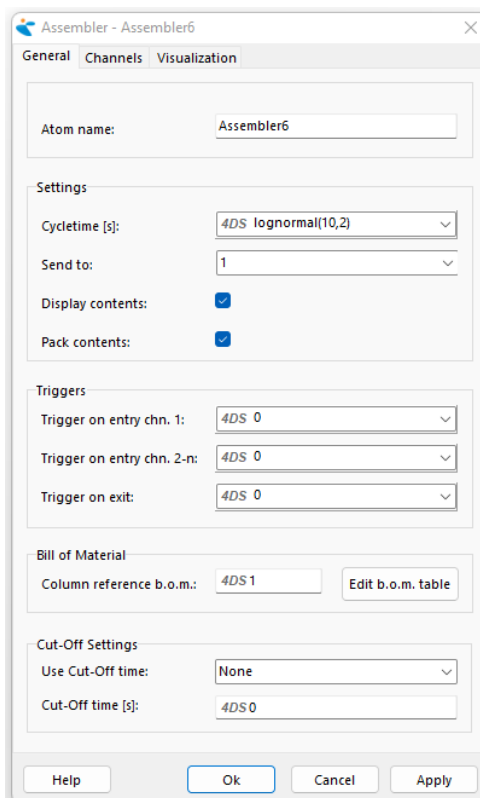 Assembler - Assembler6
General Channels Visualization
Atom name: Assembler6
Settings
Cycletime [s]: 4DS lognormal(10,2)
Send to: 1
Display contents:
Pack contents:
Triggers
Trigger on entry chn. 1: 4DS 0
Trigger on entry chn. 2-n: 4DS 0
Trigger on exit: 4DS 0
Bill of Material
Column reference b.o.m.: 4DS 1 Edit b.o.m. table
Cut-Off Settings
Use Cut-Off time: None
Cut-Off time [s]: 4DS 0
Help Ok Cancel Apply